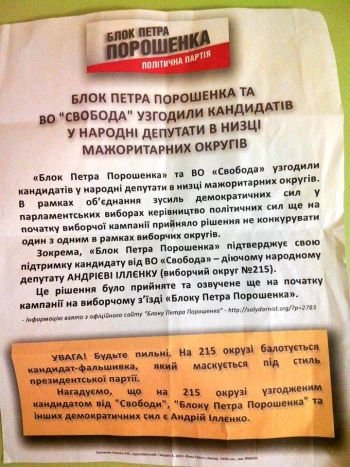 БЛОК ПЕТРА
ПОРОШЕНКА
ПОЛІТИЧНА ПАРТІЯ
БЛОК ПЕТРА ПОРОШЕНКА ТА
ВО "СВОБОДА" УЗГОДИЛИ КАНДИДАТІВ
У НАРОДНІ ДЕПУТАТИ В НИЗЦІ
МАЖОРИТАРНИХ ОКРУГІВ
«Блок Петра Порошенка» та ВО «Свобода» узгодили
кандидатів у народні депутати в низці мажоритарних округів.
В рамках об'єднання зусиль демократичних сил у
парламентських виборах керівництво політичних сил ще на
початку виборчої кампанії прийняло рішення не конкурувати
один з одним в рамках виборчих округів.
Зокрема, «Блок Петра Порошенка» підтверджує свою
підтримку кандидату від ВО «Свобода» – діючому народному
депутату АНДРІЄВІ ІЛЛЄНКУ (виборчий округ №215).
Це рішення було прийняте та озвучене ще на початку
кампанії на виборчому з'їзді «Блоку Петра Порошенка».
- Інформацію взято з офіційного сайту "Блоку Петра Порошенка" - http://solydarnist.org/?p=2783
УВАГА! Будьте пильні. На 215 окрузі балотується
кандидат-фальшивка, який маскується під стиль
президентської партії.
Нагадуємо, що на 215 окрузі узгодженим
кандидатом від "Свободи", "Блоку Петра Порошенка" та
інших демократичних сил є Андрій Іллєнко.